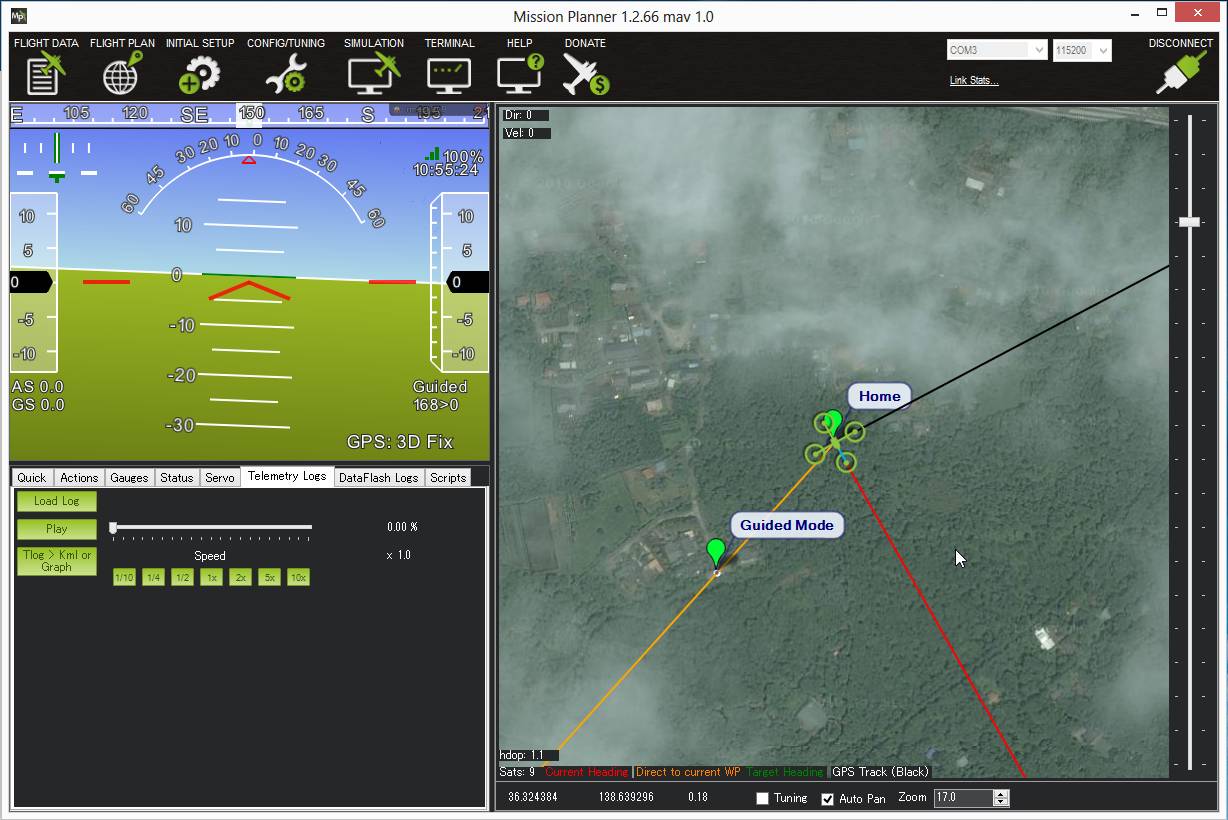 Mp
Mission Planner 1.2.66 mav 1.0
FLIGHT DATA FLIGHT PLAN INITIAL SETUP CONFIG/TUNING SIMULATION TERMINAL HELP DONATE
COM3 115200 DISCONNECT
Link Stats...
E 105 120 SE 150 165 S 195 21
60 45 30 20 10 0 10 20 30 45 60
100%
10:55:24
10 5 0 -5 -10
10 0 -10 -20 -30
10 5 0 -5 -10
AS 0.0
GS 0.0
Guided
168>0
GPS: 3D Fix
Quick Actions Gauges Status Servo Telemetry Logs DataFlash Logs Scripts
Load Log
Play
0.00 %
Tlog > Kml or
Graph
Speed
x 1.0
1/10 1/4 1/2 1x 2x 5x 10x
Dir: 0
Vel: 0
Home
Guided Mode
hdop: 1.1
Sats: 9 Current Heading Direct to current WP Target Heading GPS Track (Black)
36.324384 138.639296 0.18 Tuning Auto Pan Zoom 17.0